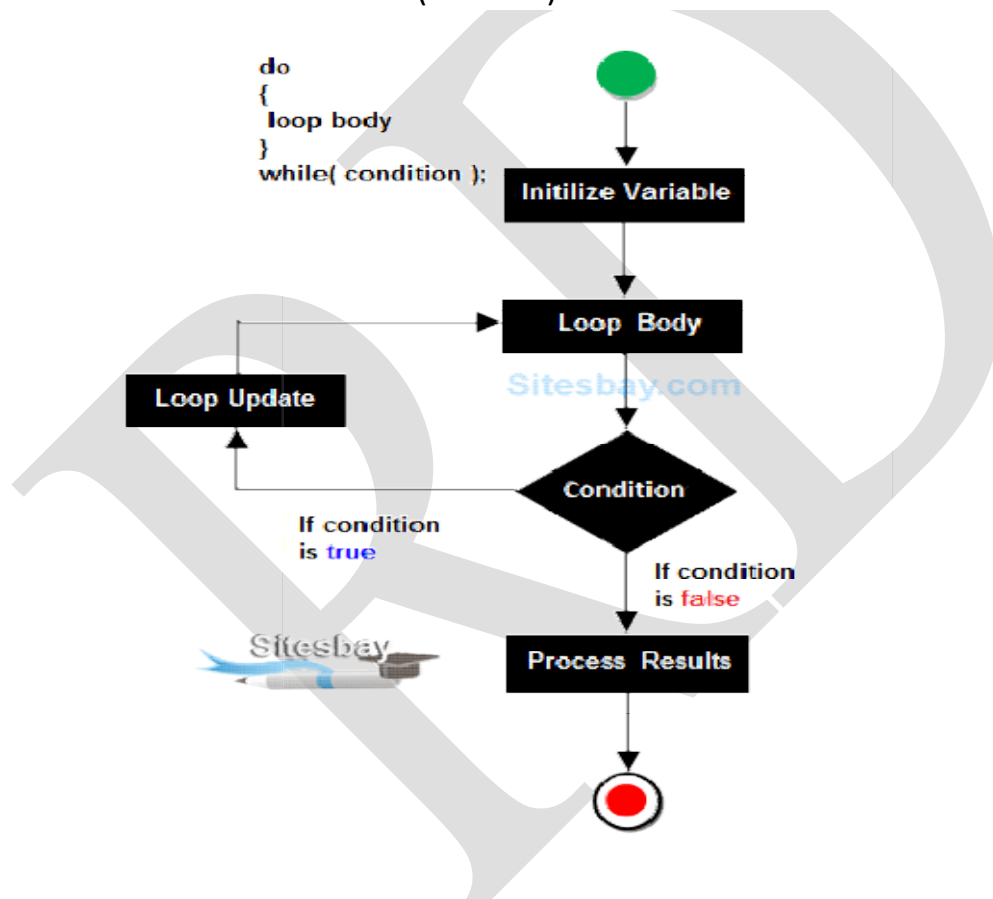 do
{
loop body
}
while( condition );
Initilize Variable
Loop Body
Sitesbay.com
Loop Update
Condition
If condition
is true
If condition
is false
Sitesbay
Process Results